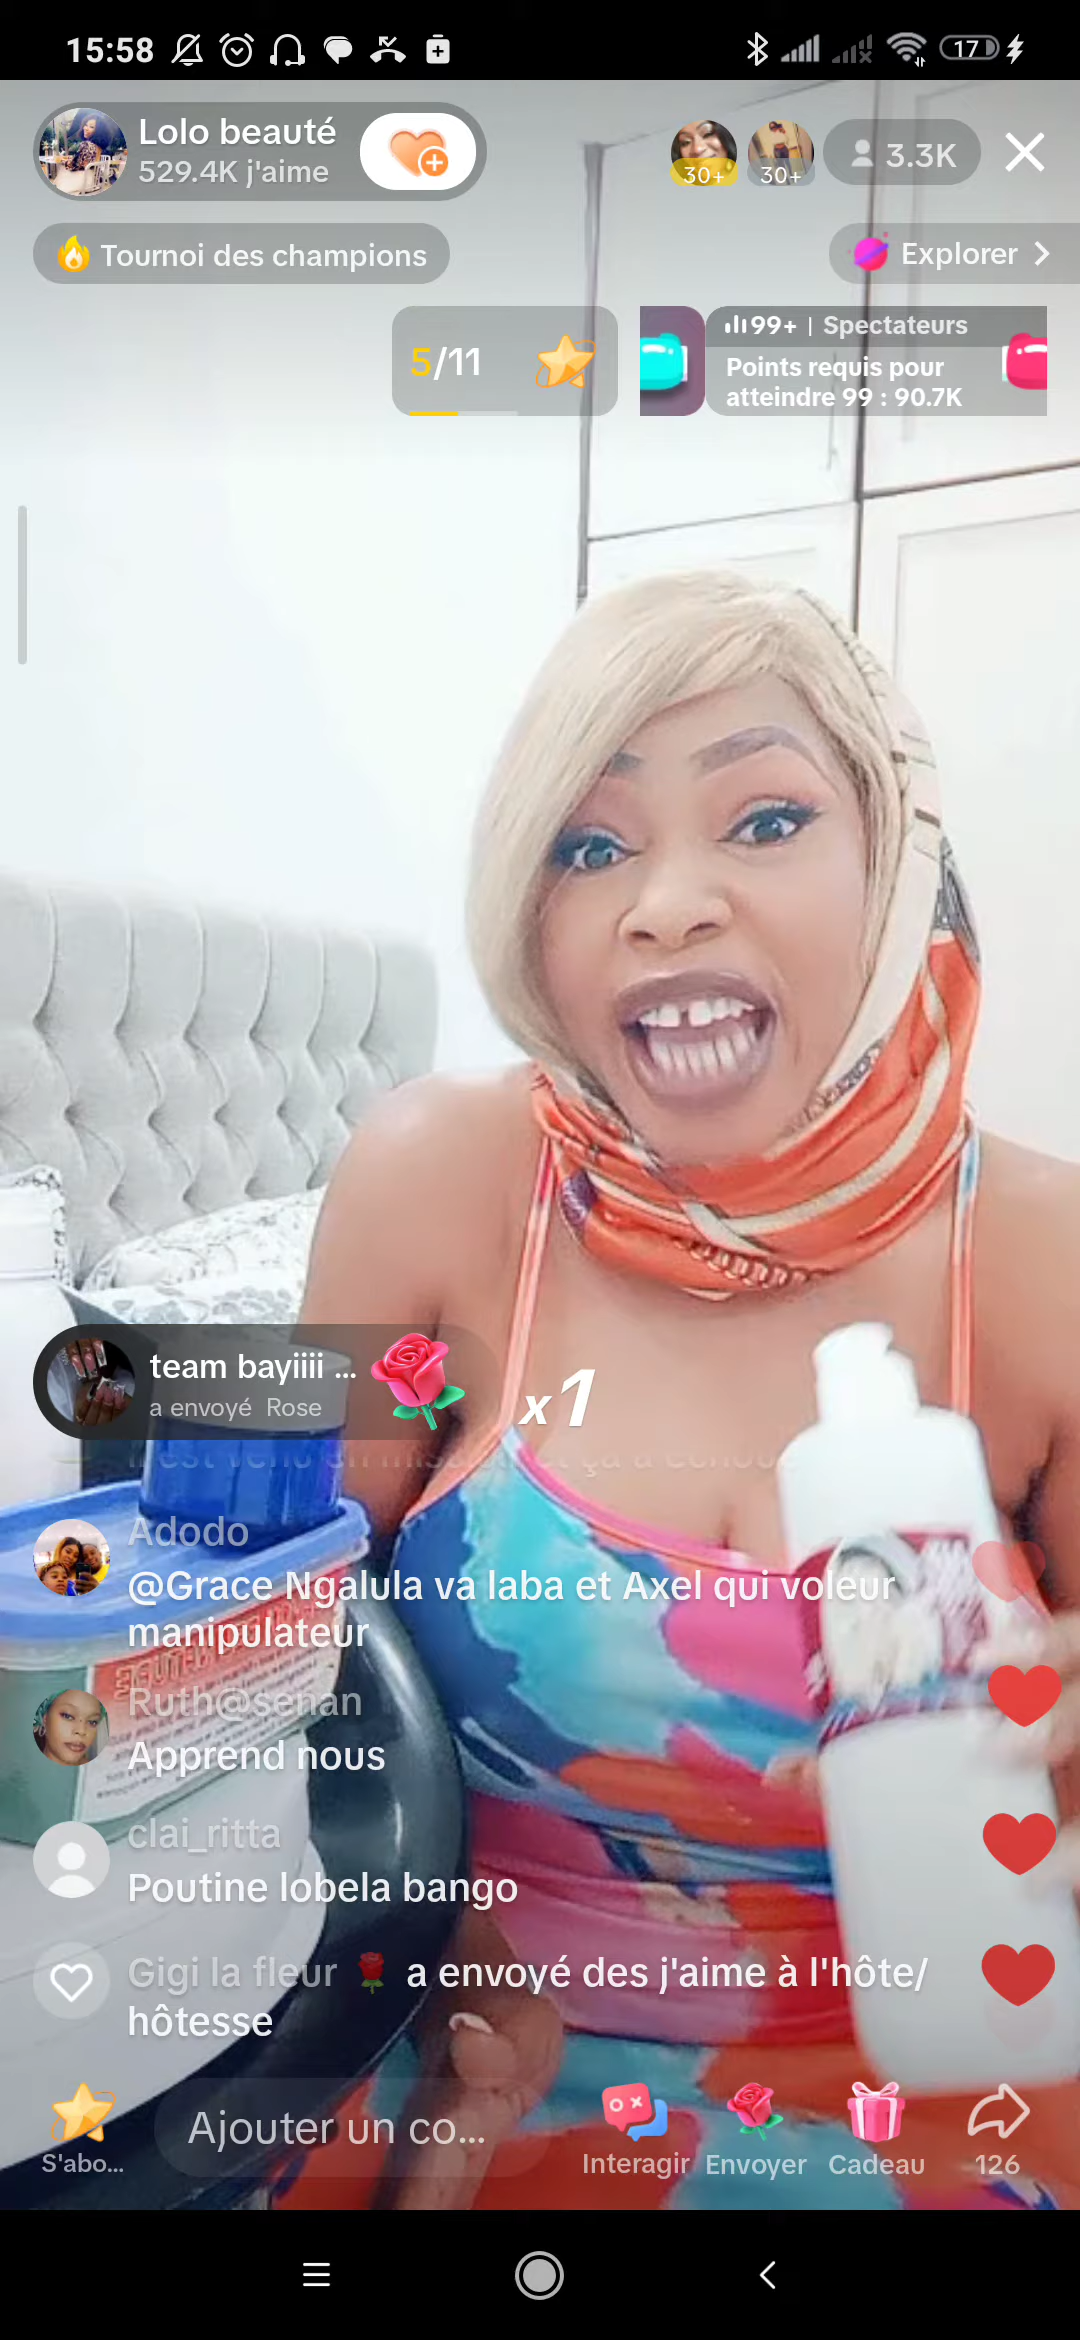 15:58
17
Lolo beauté
529.4K j'aime
30+
30+
3.3K
Tournoi des champions
Explorer
5/11
99+ | Spectateurs
Points requis pour
atteindre 99 : 90.7K
team bayiiii ...
a envoyé Rose
x1
Adodo
@Grace Ngalula va laba et Axel qui voleur
manipulateur
Ruth@senan
Apprend nous
clai_ritta
Poutine lobela bango
Gigi la fleur 🌹 a envoyé des j'aime à l'hôte/
hôtesse
S'abo...
Ajouter un co...
Interagir
Envoyer
Cadeau
126